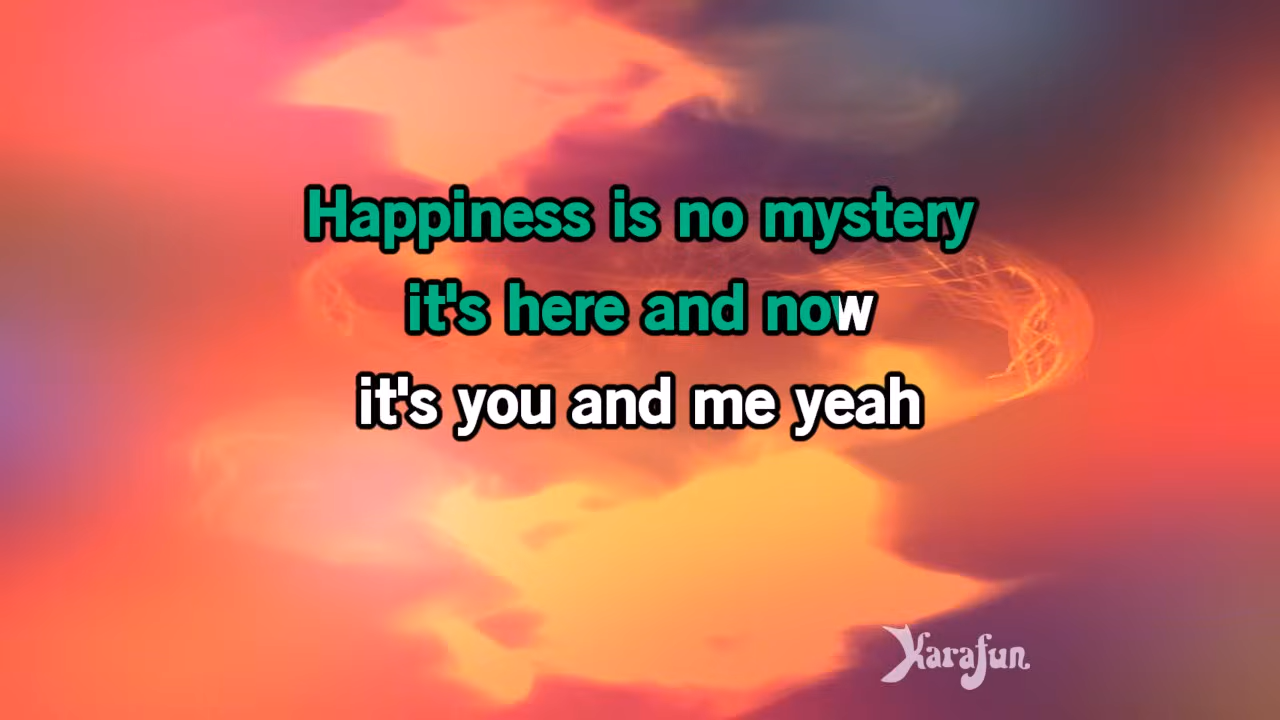 Happiness is no mystery
it's here and now
it's you and me yeah
Karafun